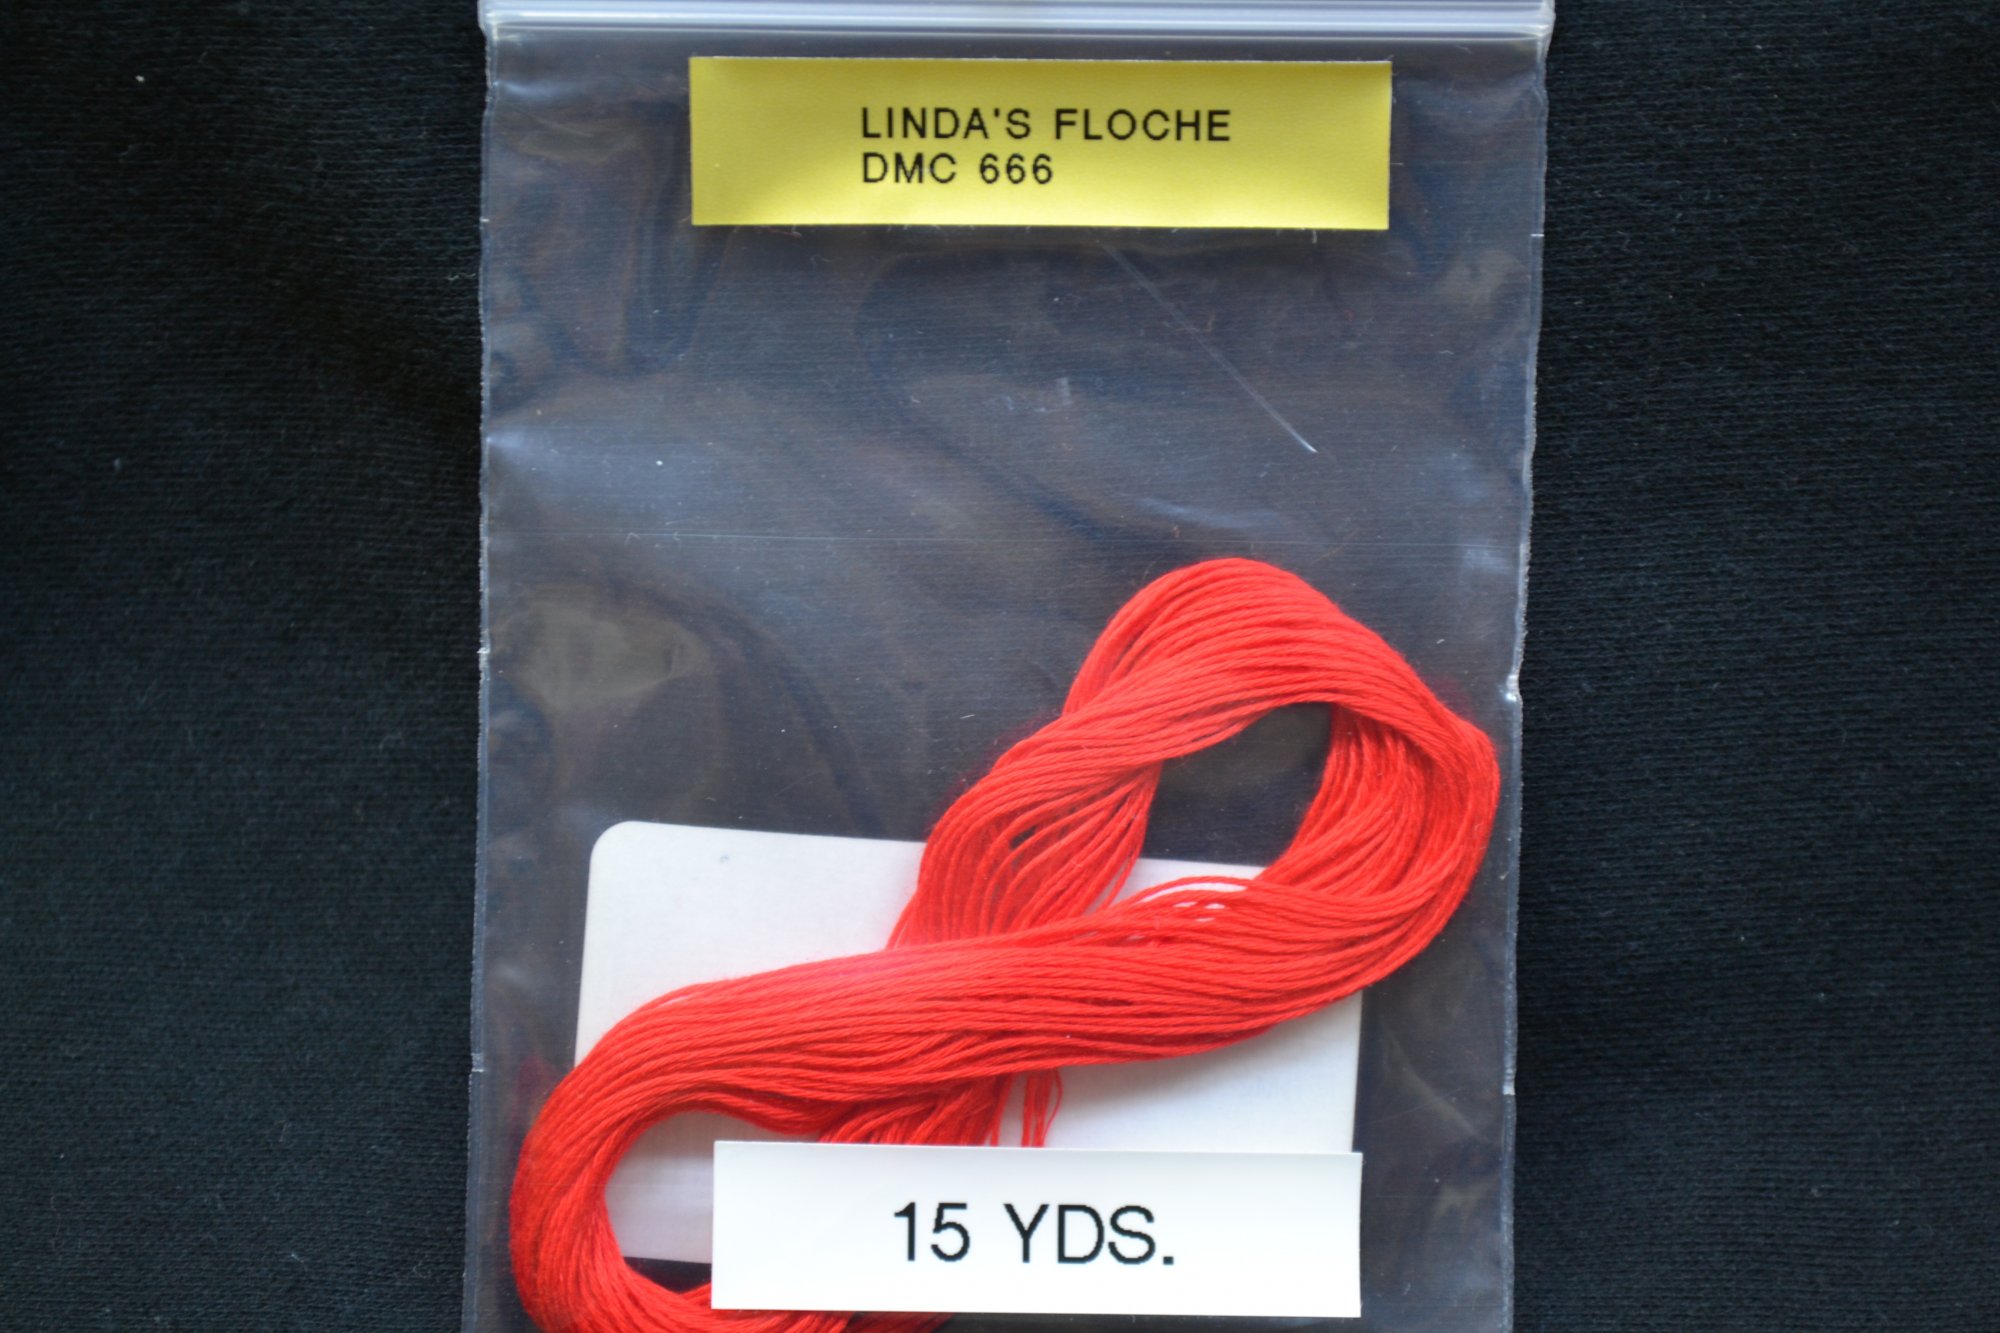 LINDA'S FLOCHE
DMC 666
15 YDS.